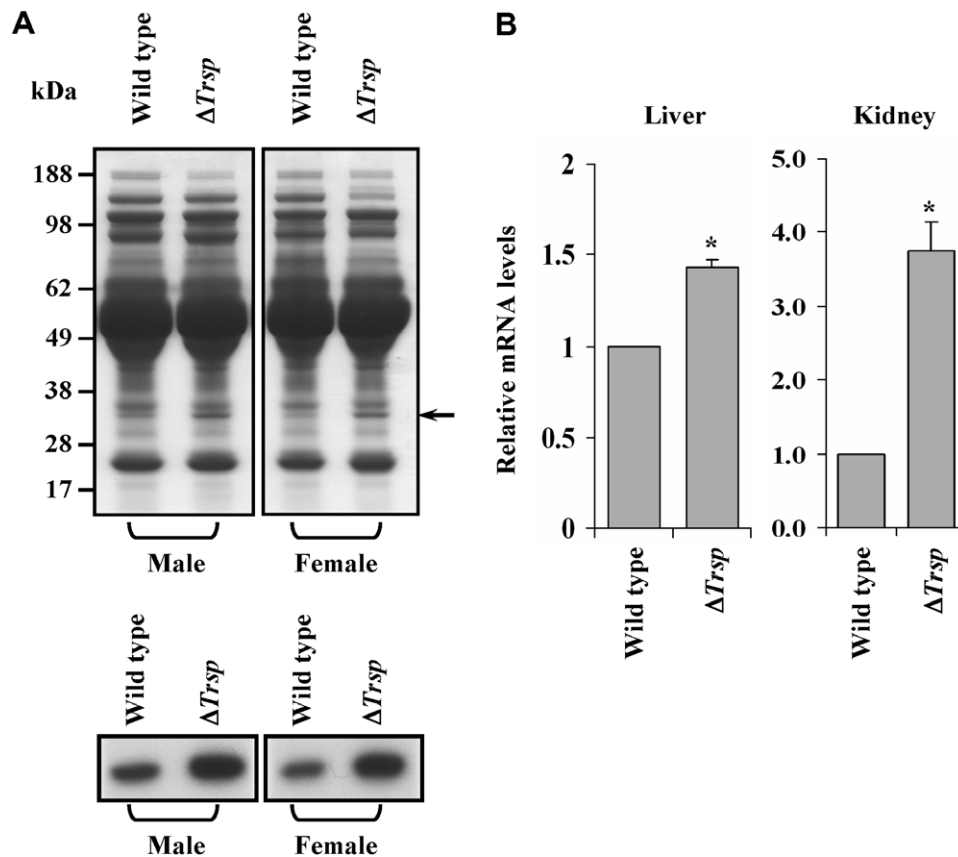 A
kDa
Wild type
ΔTrsp
Wild type
ΔTrsp
188
98
62
49
38
28
17
Male
Female
Wild type
ΔTrsp
Wild type
ΔTrsp
Male
Female
B
Liver
Kidney
Relative mRNA levels
2
1.5
1
0.5
0
*
Wild type
ΔTrsp
5.0
4.0
3.0
2.0
1.0
0.0
*
Wild type
ΔTrsp